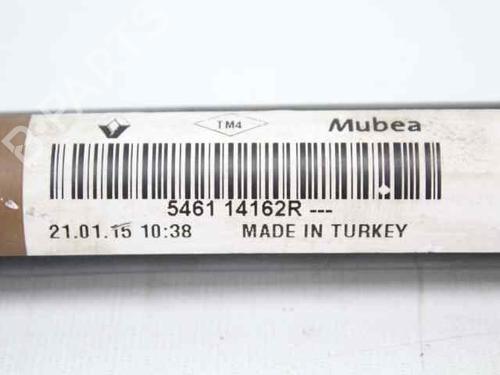 TM4 Mubea
5461 14162R ---
21.01.15 10:38 MADE IN TURKEY